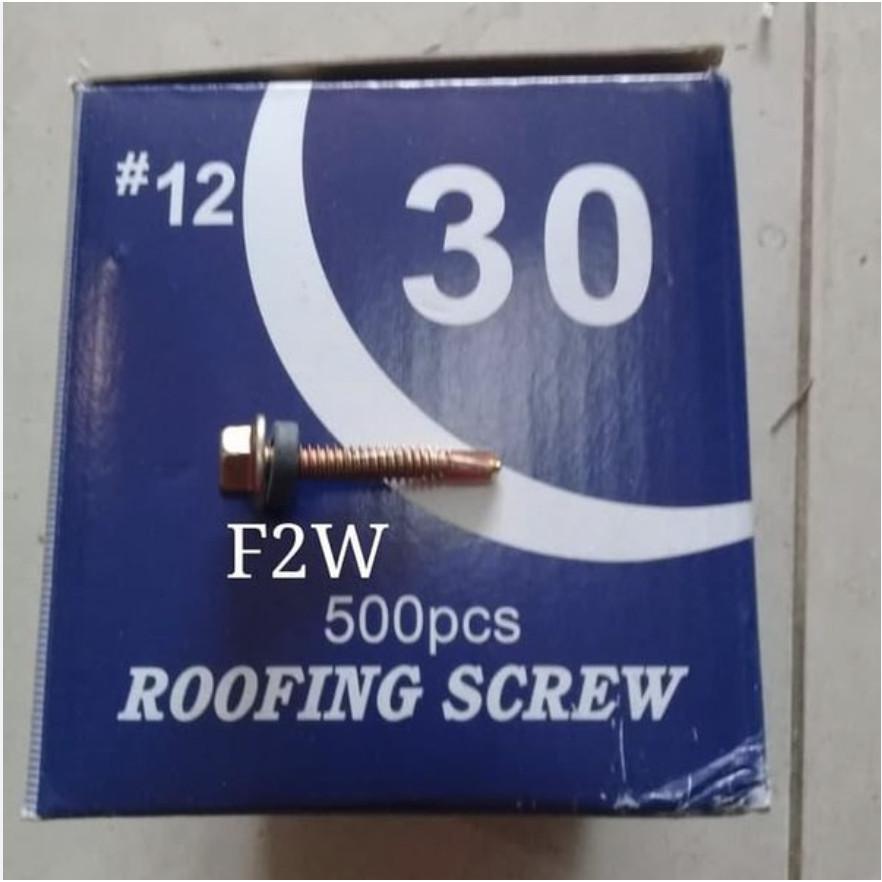 #12
30
F2W
500pcs
ROOFING SCREW